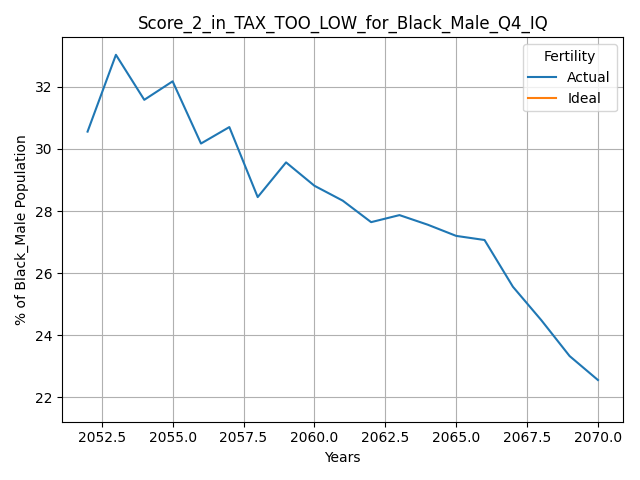 Score_2_in_TAX_TOO_LOW_for_Black_Male_Q4_IQ
Fertility
Actual
Ideal
% of Black_Male Population
32
30
28
26
24
22
2052.5 2055.0 2057.5 2060.0 2062.5 2065.0 2067.5 2070.0
Years